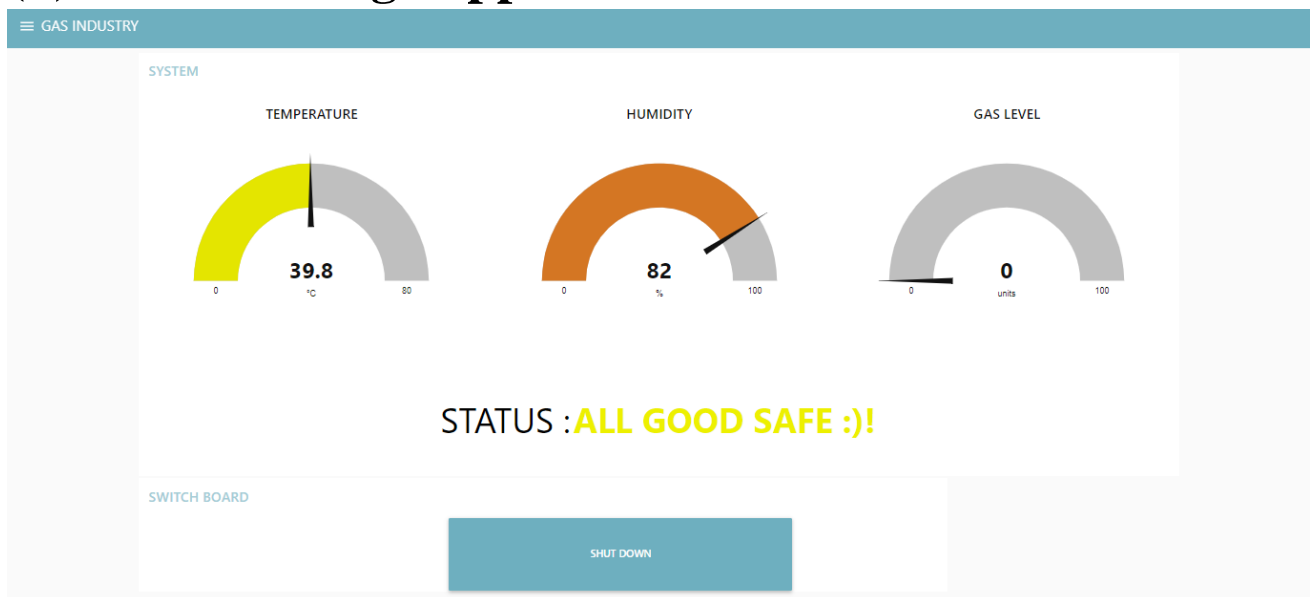 GAS INDUSTRY
SYSTEM
TEMPERATURE HUMIDITY GAS LEVEL
39.8 82 0
0 °C 80 0 % 100 0 units 100
STATUS :ALL GOOD SAFE :)!
SWITCH BOARD
SHUT DOWN